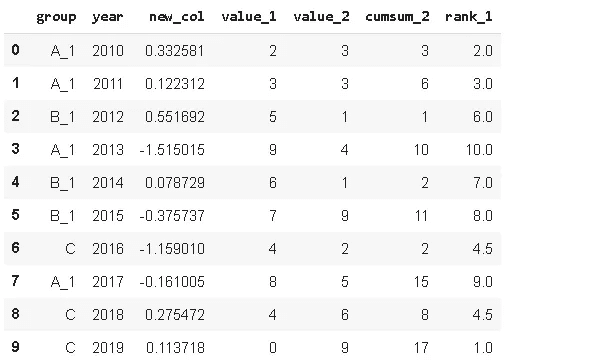 group year new_col value_1 value_2 cumsum_2 rank_1
0 A_1 2010 0.332581 2 3 3 2.0
1 A_1 2011 0.122312 3 3 6 3.0
2 B_1 2012 0.551692 5 1 1 6.0
3 A_1 2013 -1.515015 9 4 10 10.0
4 B_1 2014 0.078729 6 1 2 7.0
5 B_1 2015 -0.375737 7 9 11 8.0
6 C 2016 -1.159010 4 2 2 4.5
7 A_1 2017 -0.161005 8 5 15 9.0
8 C 2018 0.275472 4 6 8 4.5
9 C 2019 0.113718 0 9 17 1.0